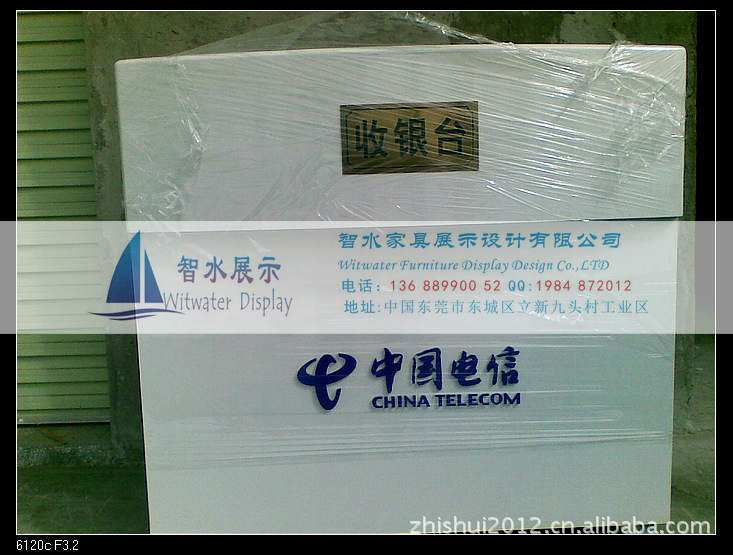 收银台
智水家具展示设计有限公司
智水展示
Witwater Furniture Display Design Co.,LTD
Witwater Display
电话：136 889900 52 QQ:1984 872012
地址:中国东莞市东城区立新九头村工业区
中国电信
CHINA TELECOM
zhishui2012.cn.alibaba.com
6120c F3.2